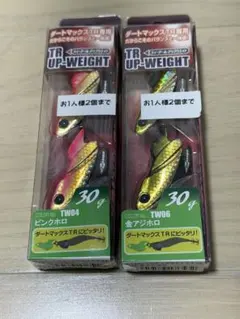 ダートマックスTR専用
TR
UP-WEIGHT
お1人様2個まで
30g
TW04
ピンクホロ
ダートマックスTRにピッタリ!
ダートマックスTR専用
TR
UP-WEIGHT
お1人様2個まで
30g
TW06
金アジホロ
ダートマックスTRにピッタリ!